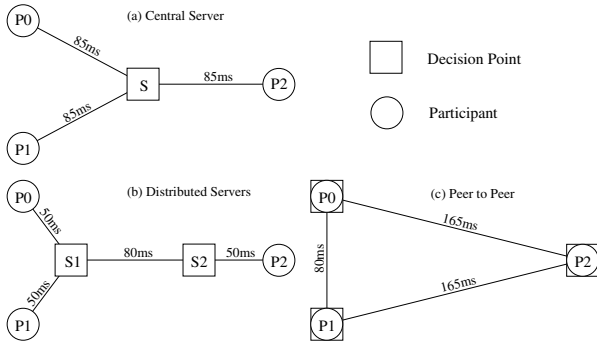 (a) Central Server
P0
85ms
S
85ms
P2
85ms
P1
Decision Point
Participant
(b) Distributed Servers
P0
50ms
S1
80ms
S2
50ms
P2
50ms
P1
(c) Peer to Peer
P0
165ms
80ms
P2
165ms
P1